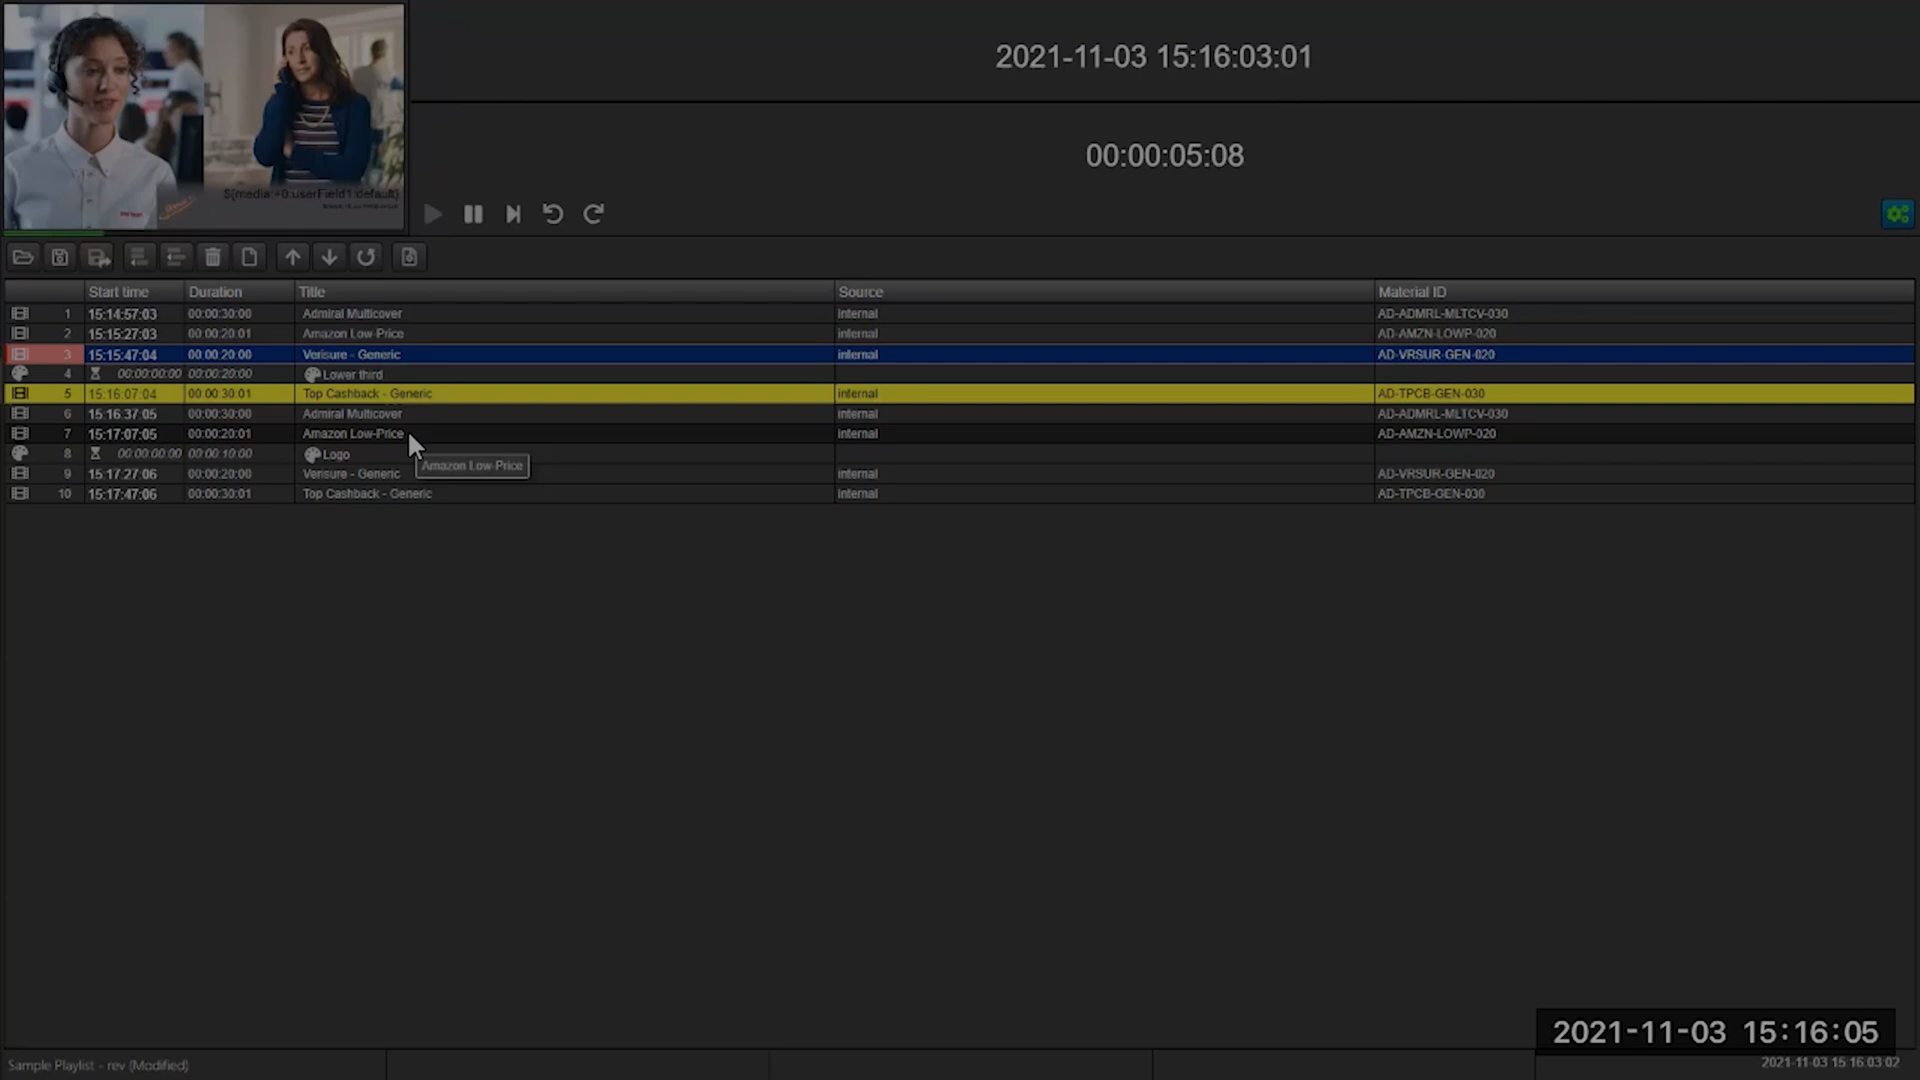 2021-11-03 15:16:03:01
00:00:05:08
${media:+0:userField1:default}
Start time Duration Title Source Material ID
1 15:14:57:03 00:00:30:00 Admiral Multicover internal AD-ADMRL-MLTCV-030
2 15:15:27:03 00:00:20:01 Amazon Low-Price internal AD-AMZN-LOWP-020
3 15:15:47:04 00:00:20:00 Verisure - Generic internal AD-VRSUR-GEN-020
4 00:00:00:00 00:00:20:00 Lower third
5 15:16:07:04 00:00:30:01 Top Cashback - Generic internal AD-TPCB-GEN-030
6 15:16:37:05 00:00:30:00 Admiral Multicover internal AD-ADMRL-MLTCV-030
7 15:17:07:05 00:00:20:01 Amazon Low-Price internal AD-AMZN-LOWP-020
8 00:00:00:00 00:00:10:00 Logo
Amazon Low-Price
9 15:17:27:06 00:00:20:00 Verisure - Generic internal AD-VRSUR-GEN-020
10 15:17:47:06 00:00:30:01 Top Cashback - Generic internal AD-TPCB-GEN-030
2021-11-03 15:16:05
Sample Playlist - rev (Modified)
2021-11-03 15:16:03:02